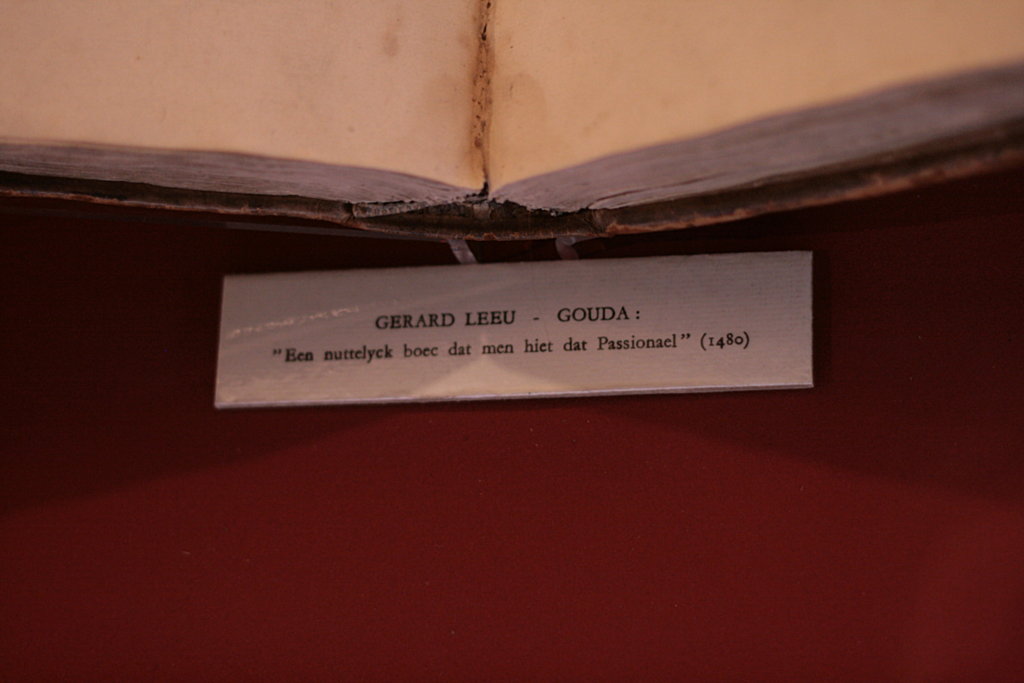 GERARD LEEU - GOUDA:
"Een nuttelyck boec dat men hiet dat Passionael" (1480)